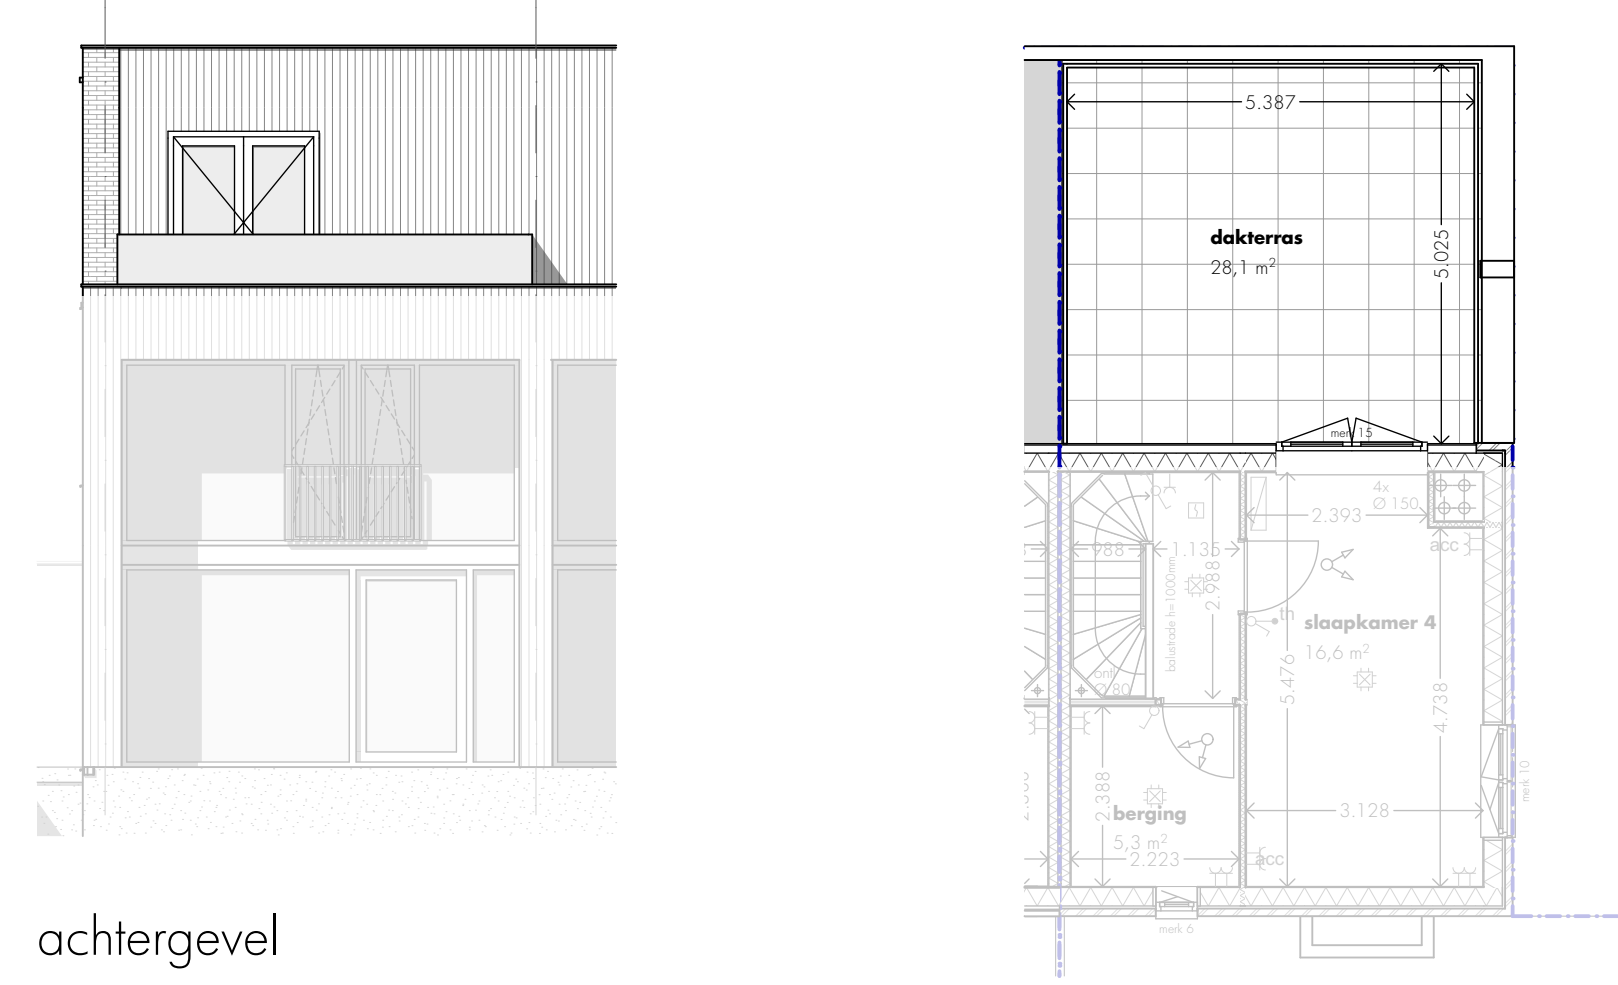 5.387
dakterras
28,1 m²
5.025
merk 15
4x
Ø 150
2.393
acc
988
1.135
2.988
balustrade h=1000mm
th
slaapkamer 4
16,6 m²
5.476
4.738
ontl
Ø 80
2.388
berging
5,3 m²
2.223
acc
3.128
merk 10
merk 6
achtergevel